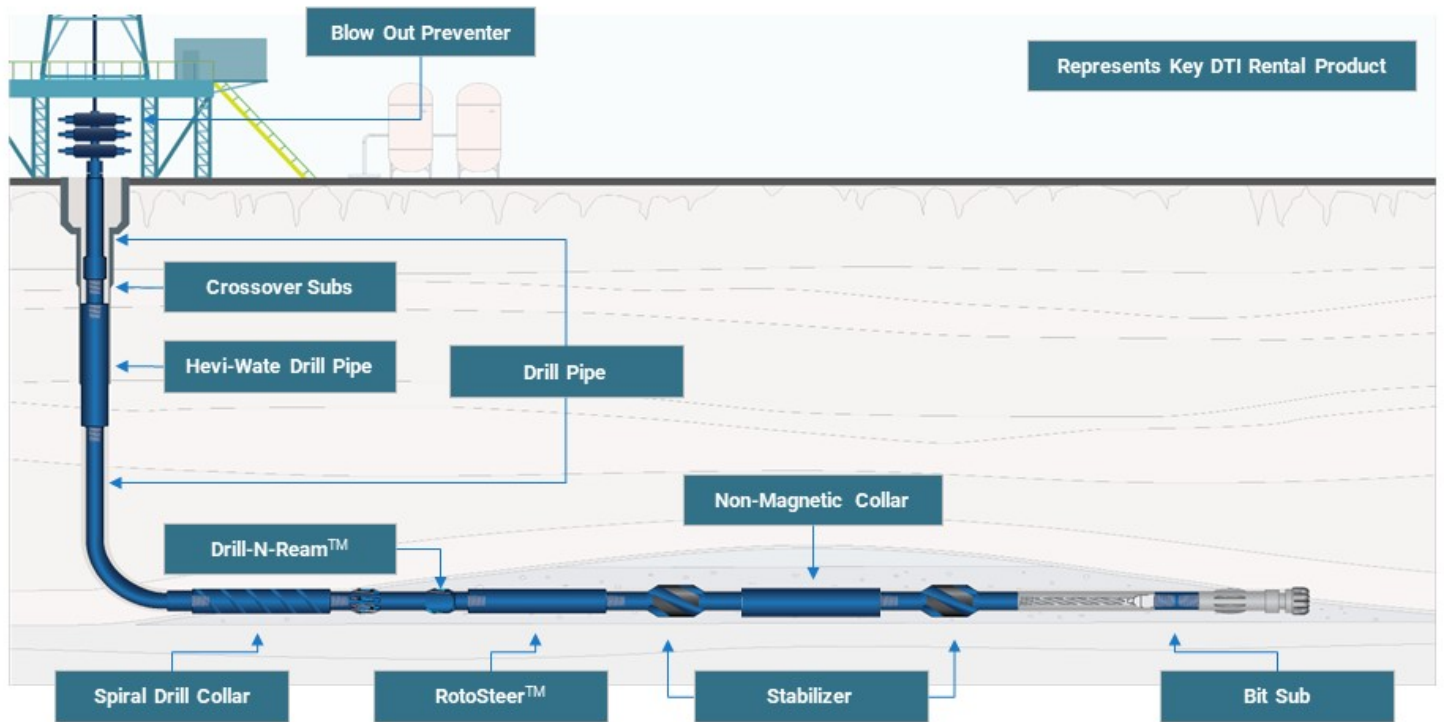 Blow Out Preventer
Represents Key DTI Rental Product
Crossover Subs
Hevi-Wate Drill Pipe
Drill Pipe
Non-Magnetic Collar
Drill-N-Ream™
Spiral Drill Collar
RotoSteer™
Stabilizer
Bit Sub